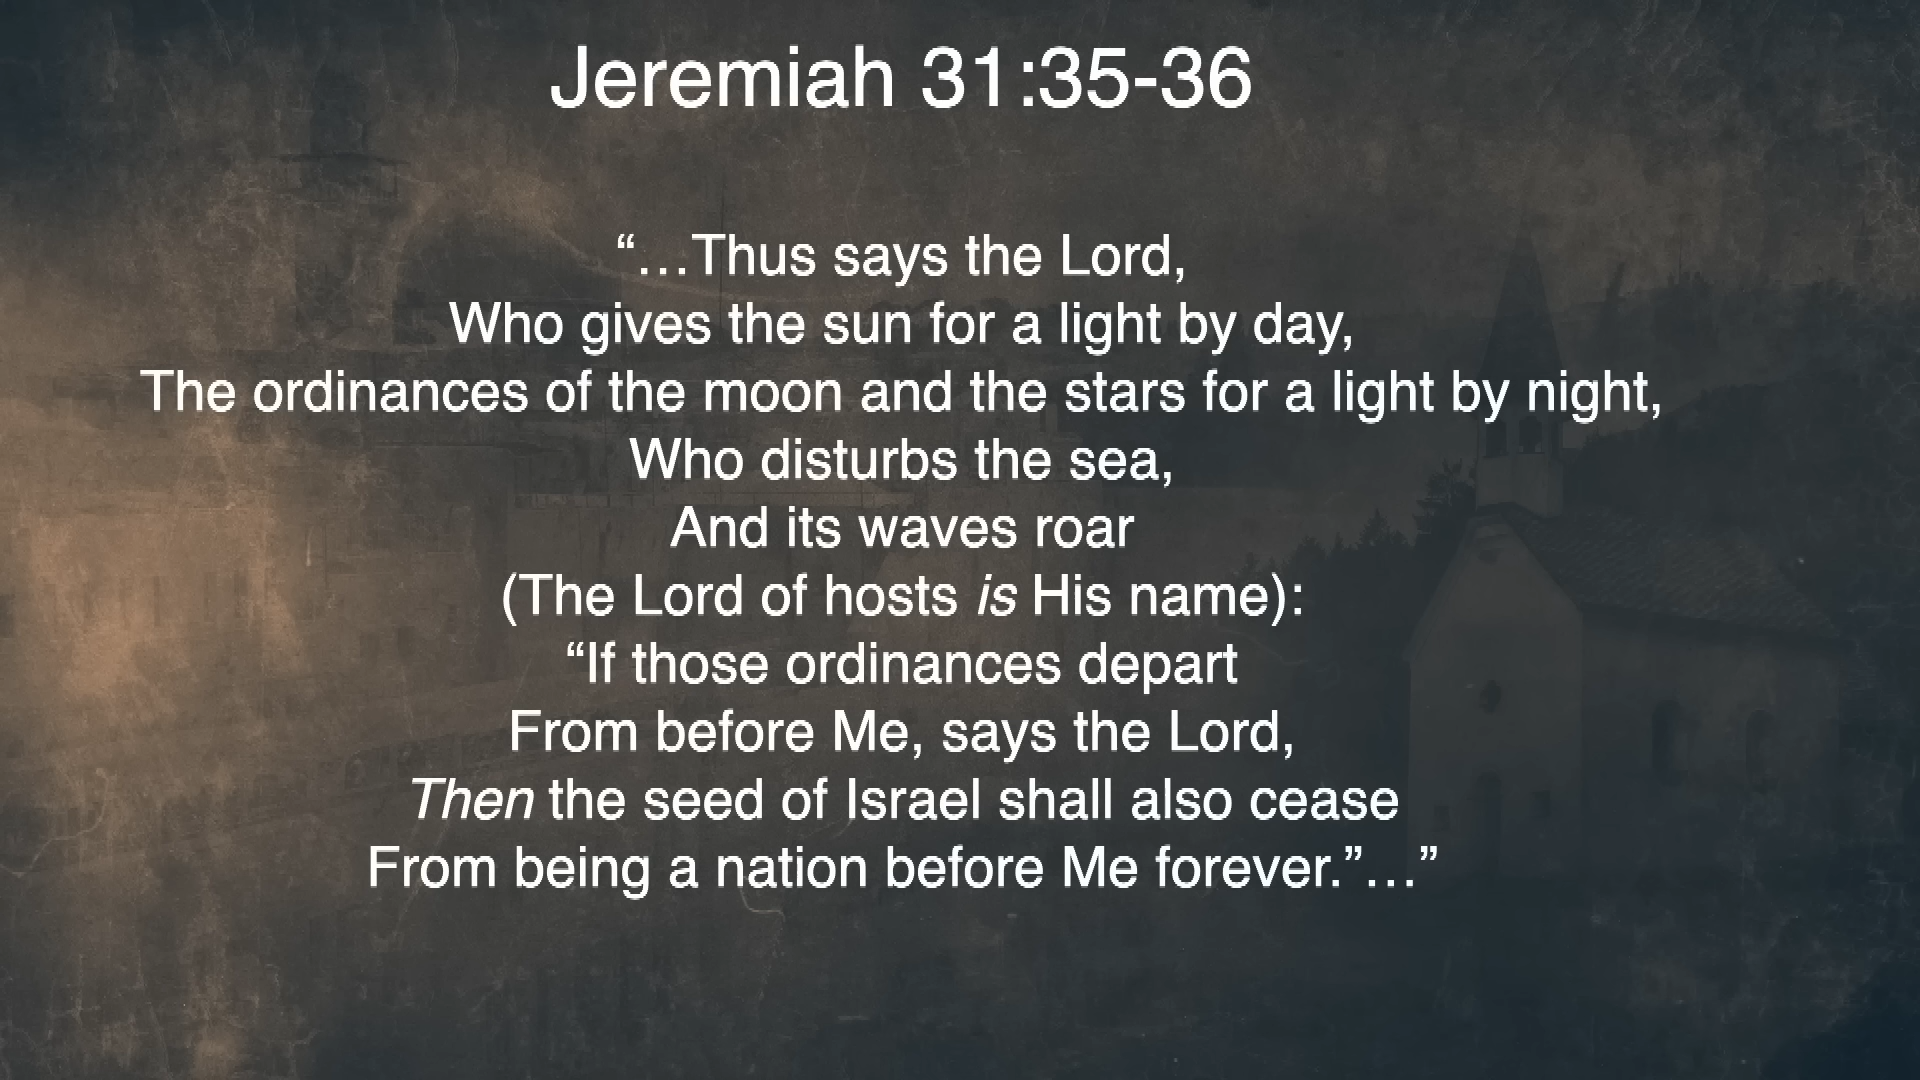 Jeremiah 31:35-36
“…Thus says the Lord,
Who gives the sun for a light by day,
The ordinances of the moon and the stars for a light by night,
Who disturbs the sea,
And its waves roar
(The Lord of hosts is His name):
“If those ordinances depart
From before Me, says the Lord,
Then the seed of Israel shall also cease
From being a nation before Me forever.”…”